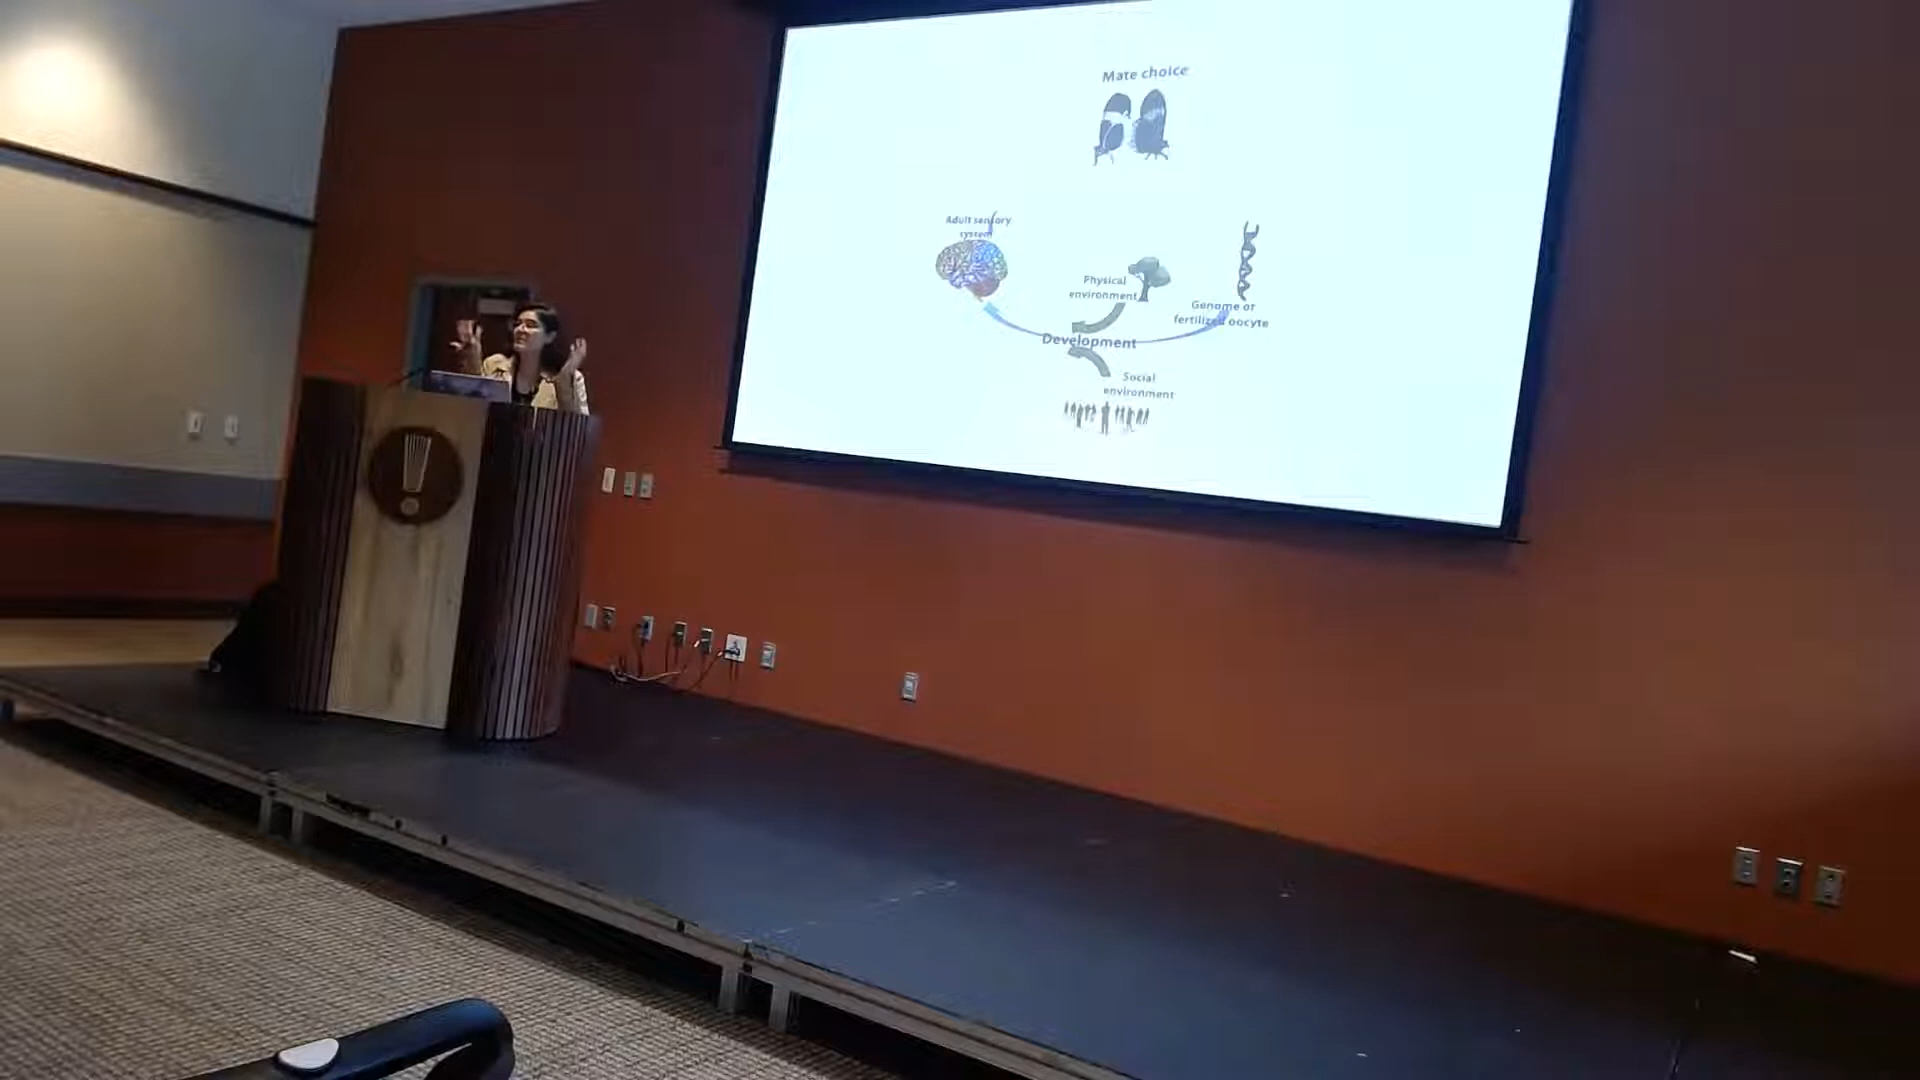 Mate choice
Adult sensory
system
Physical
environment
Genome or
fertilized oocyte
Development
Social
environment